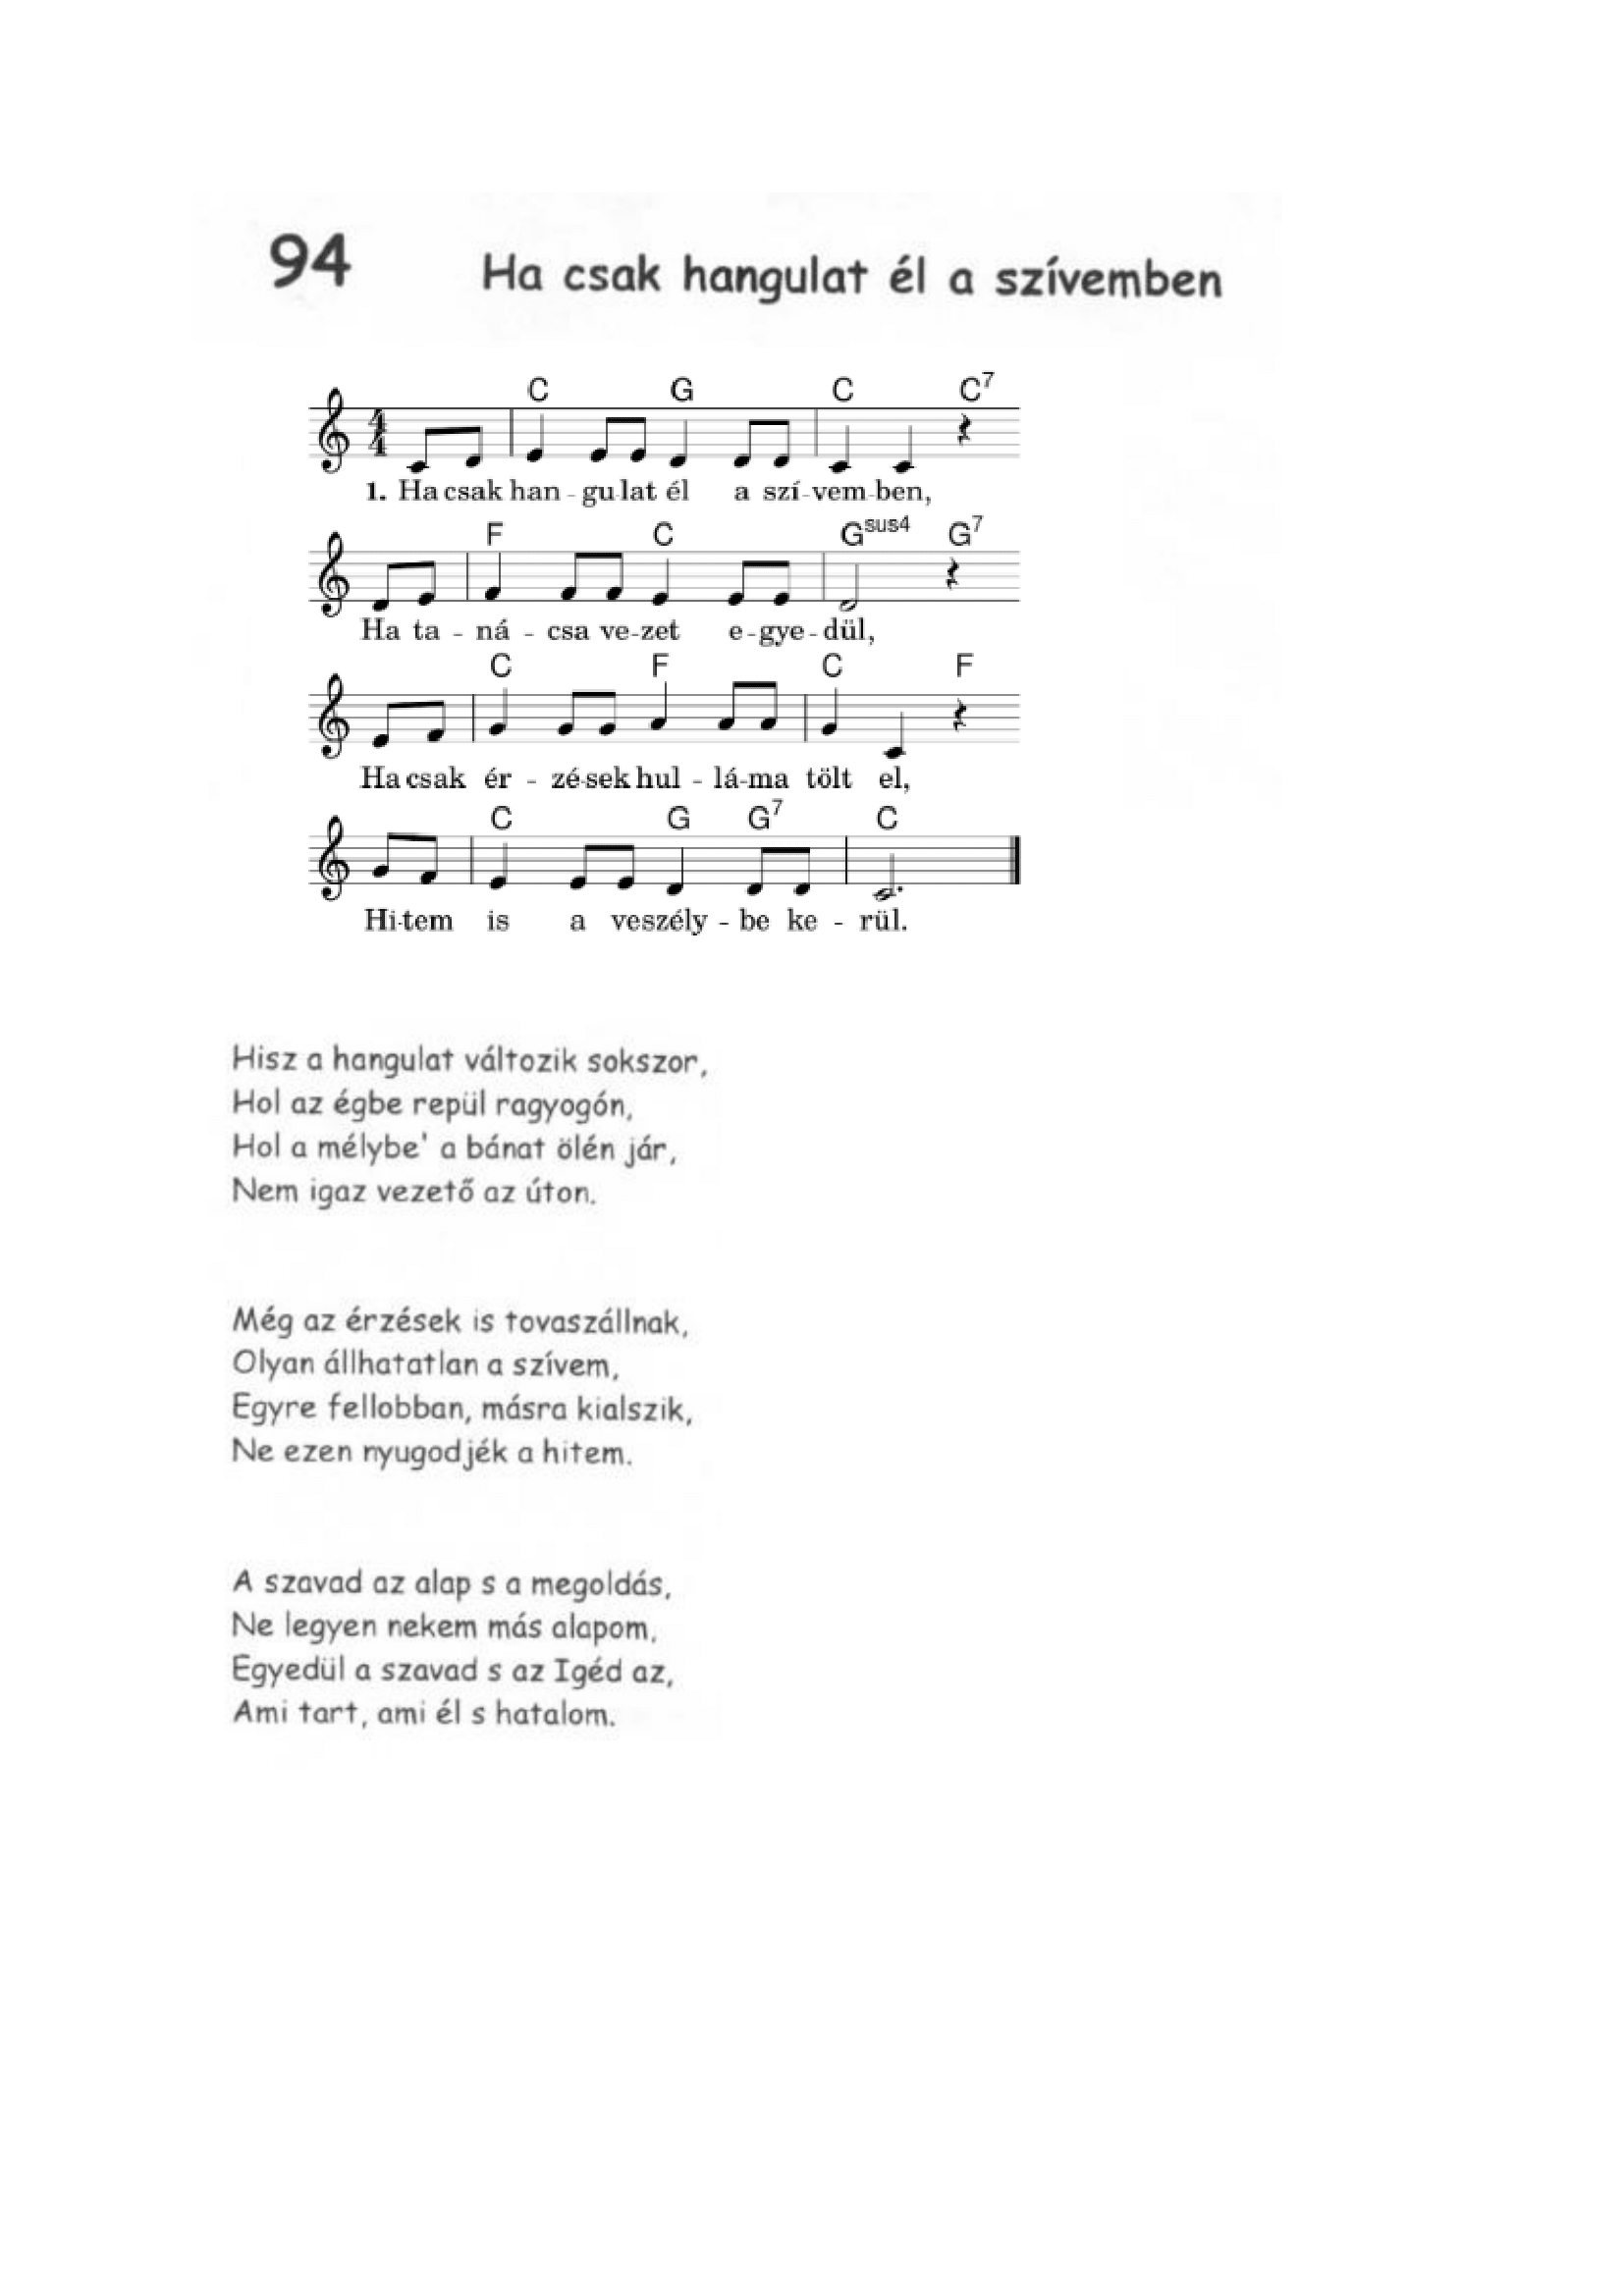 94 Ha csak hangulat él a szívemben
C G C C7
1. Ha csak han - gu-lat él a szí-vem-ben,
F C Gsus4 G7
Ha ta - ná - csa ve-zet e-gye-dül,
C F C F
Ha csak ér - zé-sek hul - lá-ma tölt el,
C G G7 C
Hi-tem is a veszély - be ke - rül.
Hisz a hangulat változik sokszor,
Hol az égbe repül ragyogón,
Hol a mélybe' a bánat ölén jár,
Nem igaz vezető az úton.
Még az érzések is tovaszállnak,
Olyan állhatatlan a szívem,
Egyre fellobban, másra kialszik,
Ne ezen nyugodjék a hitem.
A szavad az alap s a megoldás,
Ne legyen nekem más alapom,
Egyedül a szavad s az Igéd az,
Ami tart, ami él s hatalom.